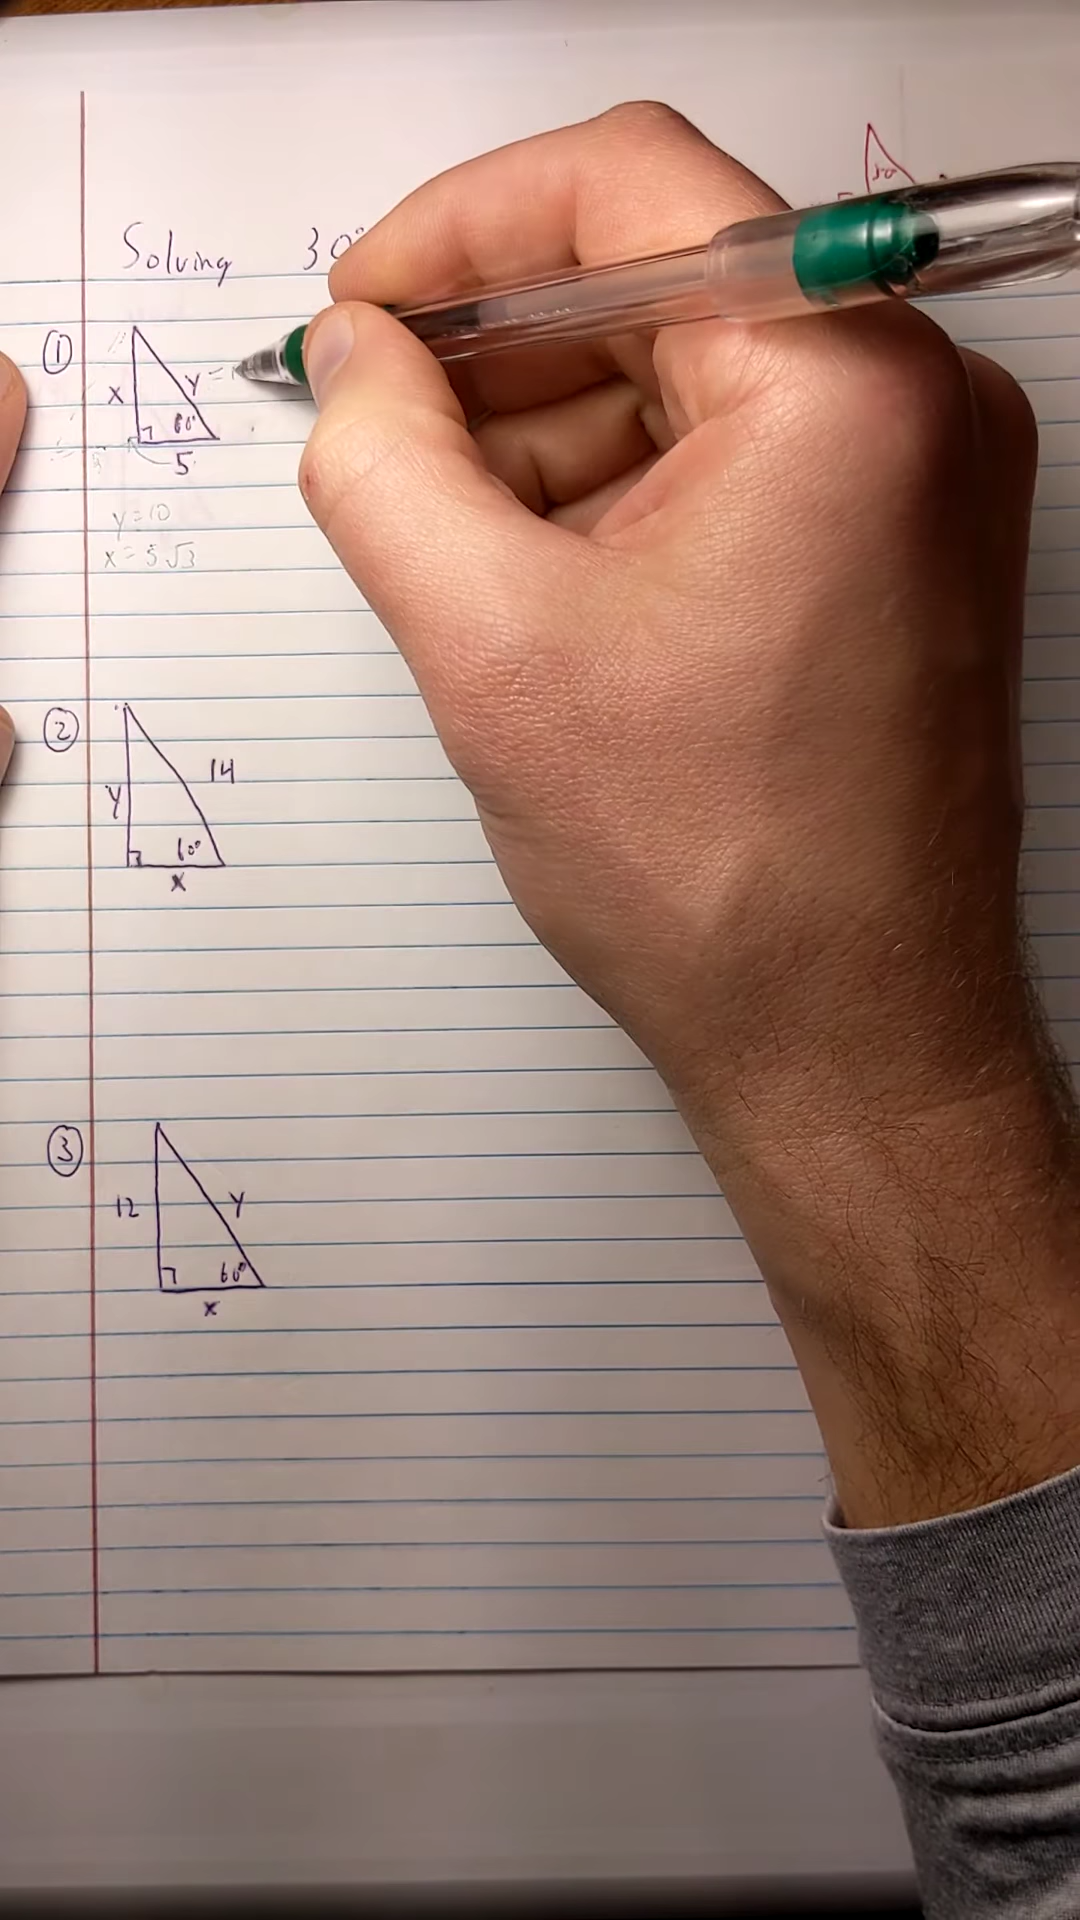 Solving 30°
①
x
y =
60°
5
y = 10
x = 5√3
②
14
y
60°
x
③
12
y
60°
x